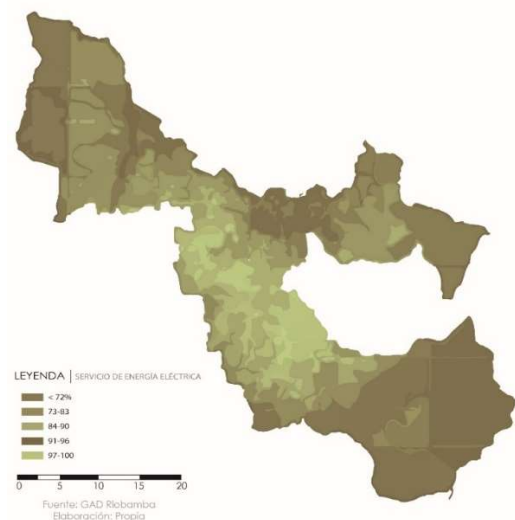 LEYENDA | SERVICIO DE ENERGÍA ELÉCTRICA
< 72%
73-83
84-90
91-96
97-100
0 5 10 15 20
Fuente: GAD Riobamba
Elaboración: Propia